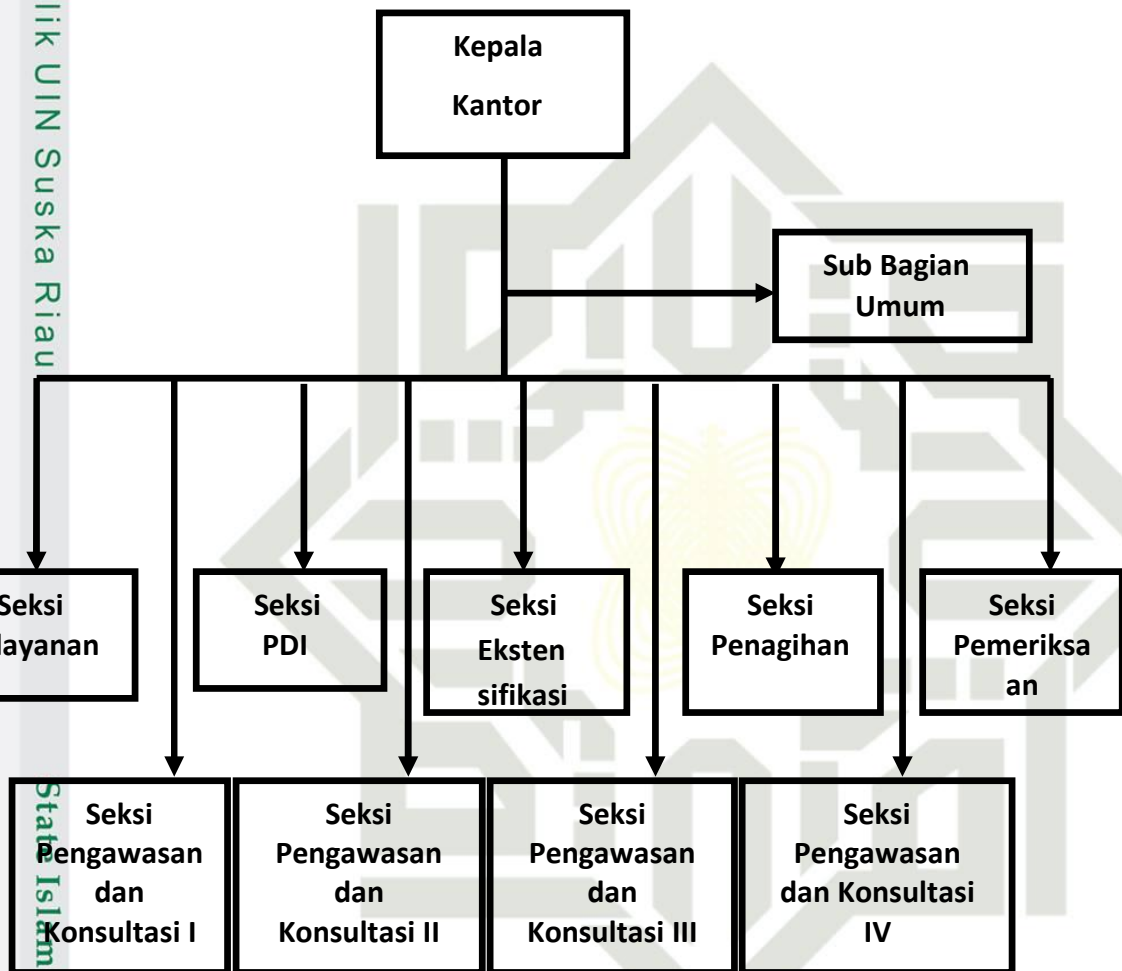 lik UIN Suska Riau
Kepala
Kantor
Sub Bagian
Umum
Seksi
layanan
Seksi
PDI
Seksi
Eksten
sifikasi
Seksi
Penagihan
Seksi
Pemeriksa
an
Seksi
Pengawasan
dan
Konsultasi I
Seksi
Pengawasan
dan
Konsultasi II
Seksi
Pengawasan
dan
Konsultasi III
Seksi
Pengawasan
dan Konsultasi
IV
State Islam